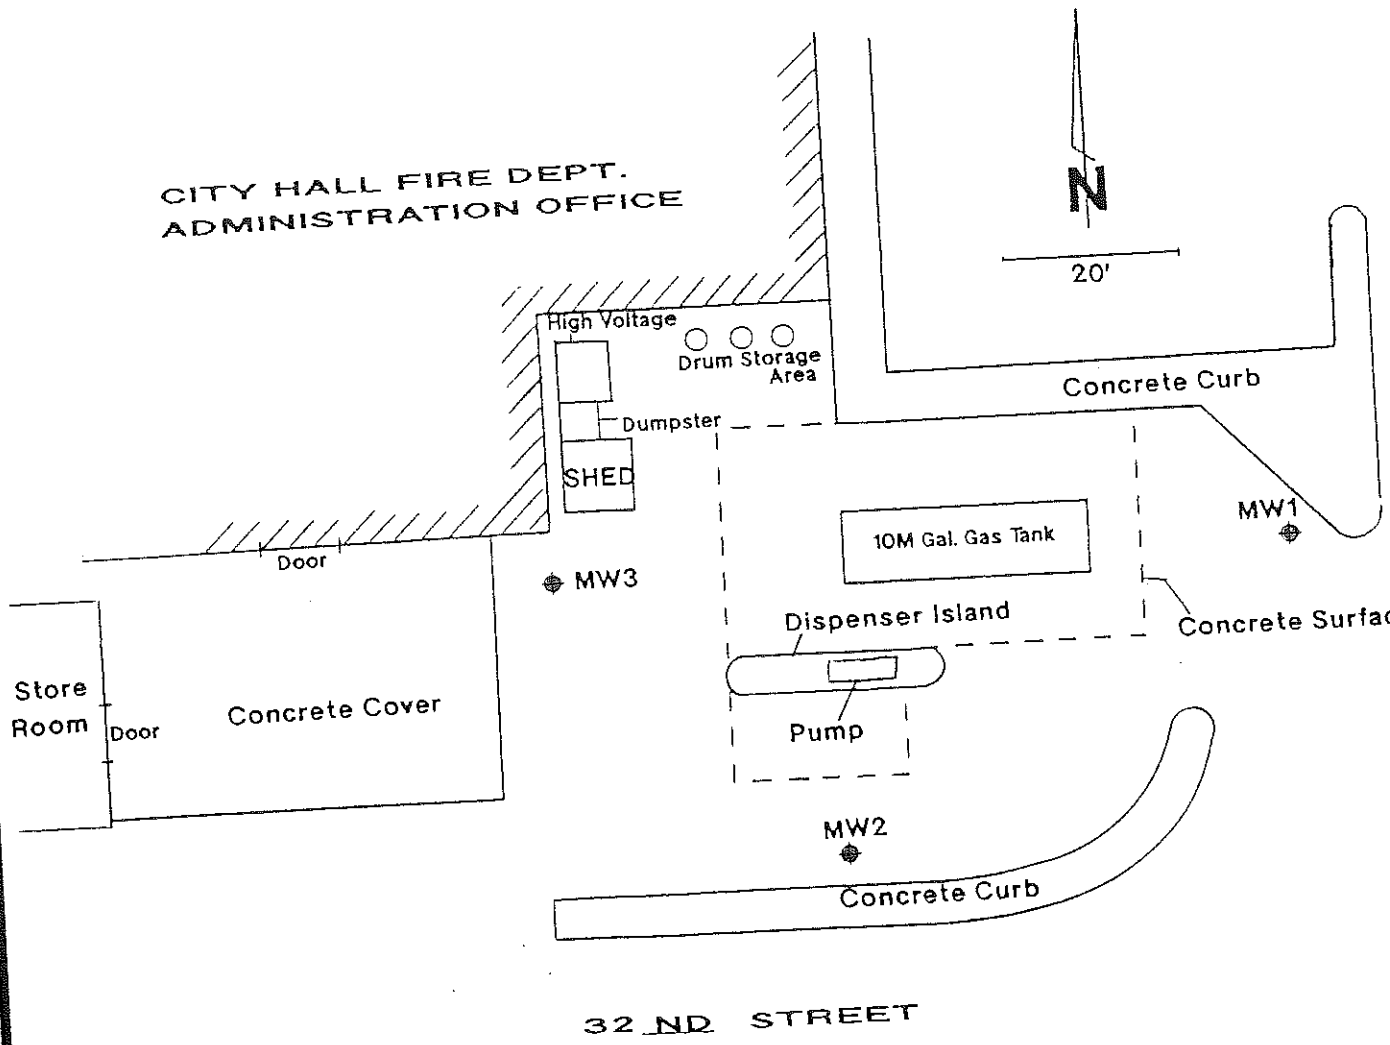 CITY HALL FIRE DEPT.
ADMINISTRATION OFFICE
N
20'
High Voltage
Drum Storage
Area
Concrete Curb
Dumpster
SHED
MW1
10M Gal. Gas Tank
Door
MW3
Dispenser Island
Concrete Surfac
Store
Room
Door
Concrete Cover
Pump
MW2
Concrete Curb
32 ND STREET